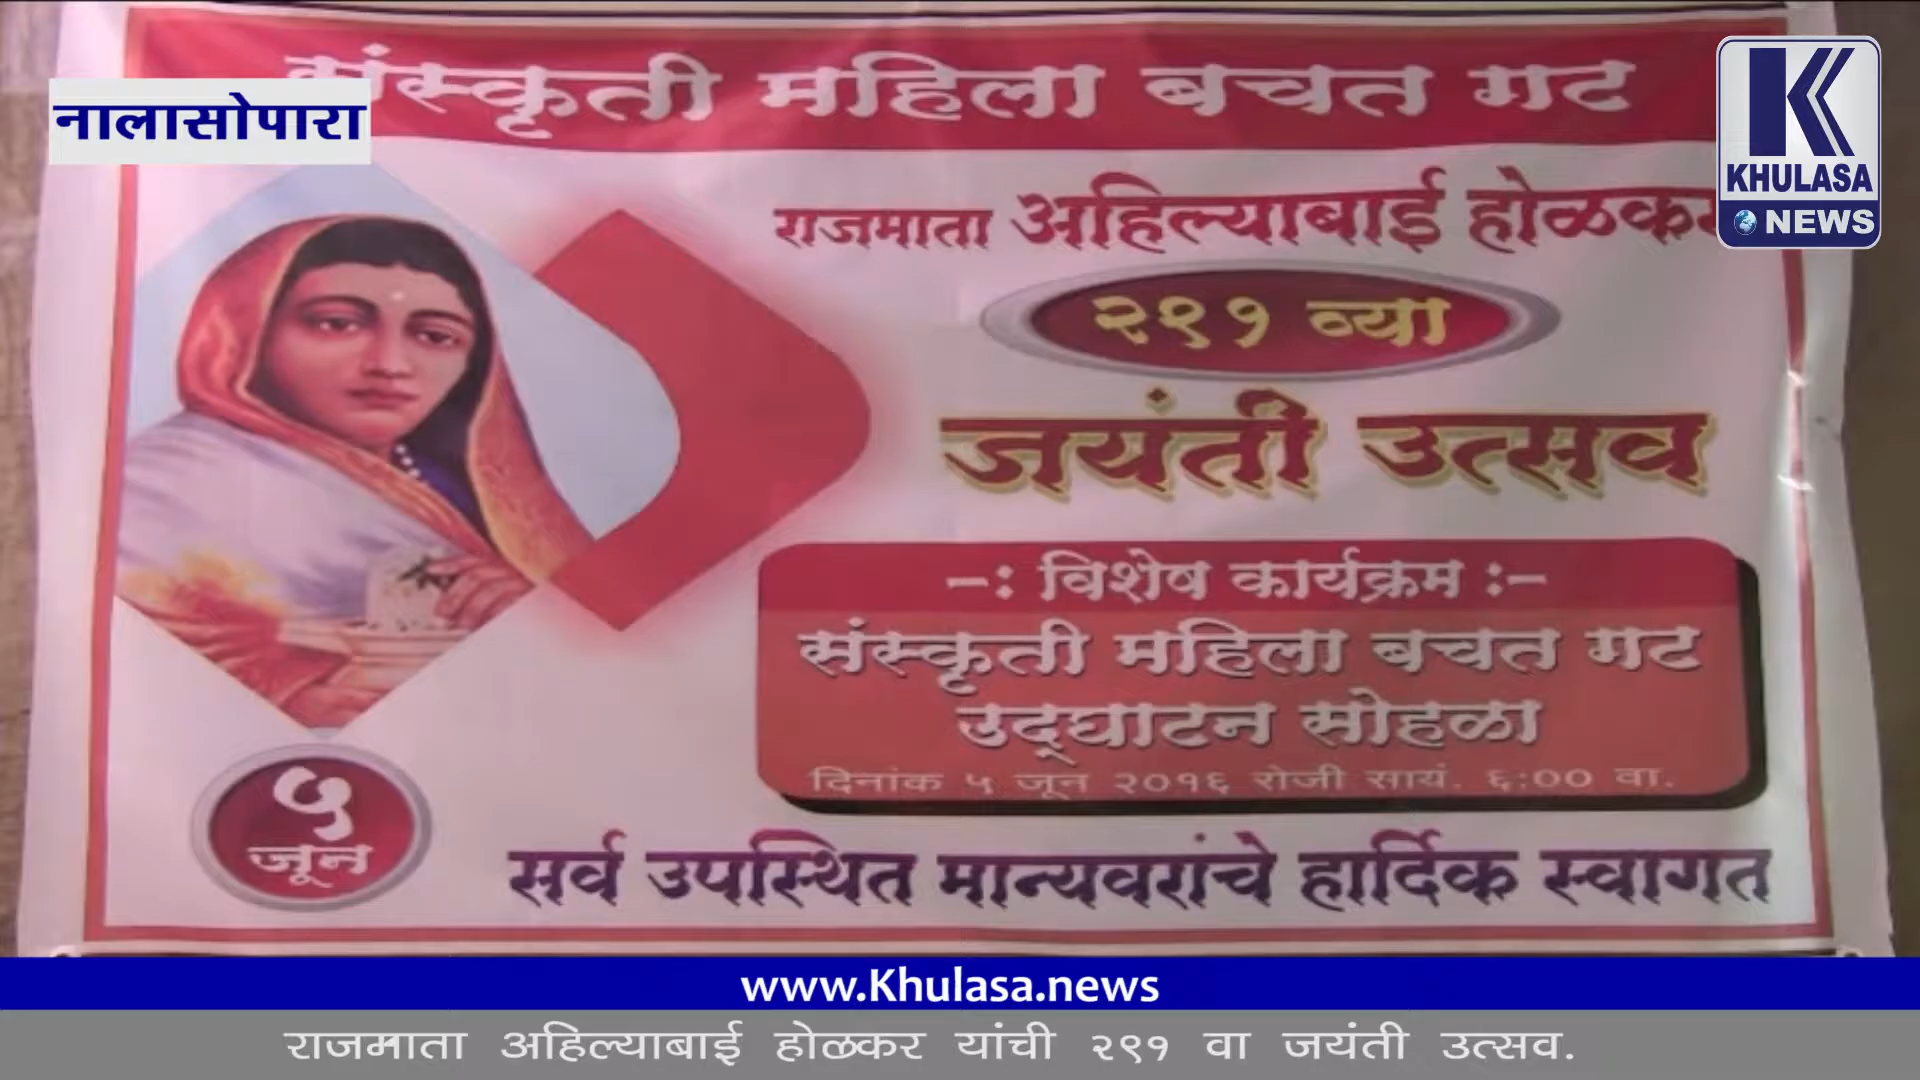 संस्कृती महिला बचत गट
नालासोपारा
KHULASA
NEWS
राजमाता अहिल्याबाई होळकर
२९१ व्या
जयंती उत्सव
-: विशेष कार्यक्रम :-
संस्कृती महिला बचत गट
उद्‌घाटन सोहळा
दिनांक ५ जून २०१६ रोजी सायं. ६:०० वा.
५
जून
सर्व उपस्थित मान्यवरांचे हार्दिक स्वागत
www.Khulasa.news
राजमाता अहिल्याबाई होळकर यांची २९१ वा जयंती उत्सव.